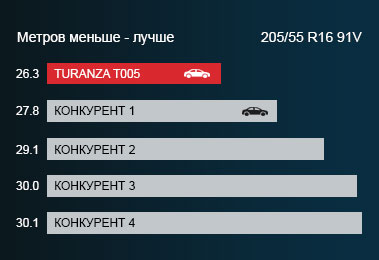 Метров меньше - лучше 205/55 R16 91V
26.3 TURANZA T005
27.8 КОНКУРЕНТ 1
29.1 КОНКУРЕНТ 2
30.0 КОНКУРЕНТ 3
30.1 КОНКУРЕНТ 4